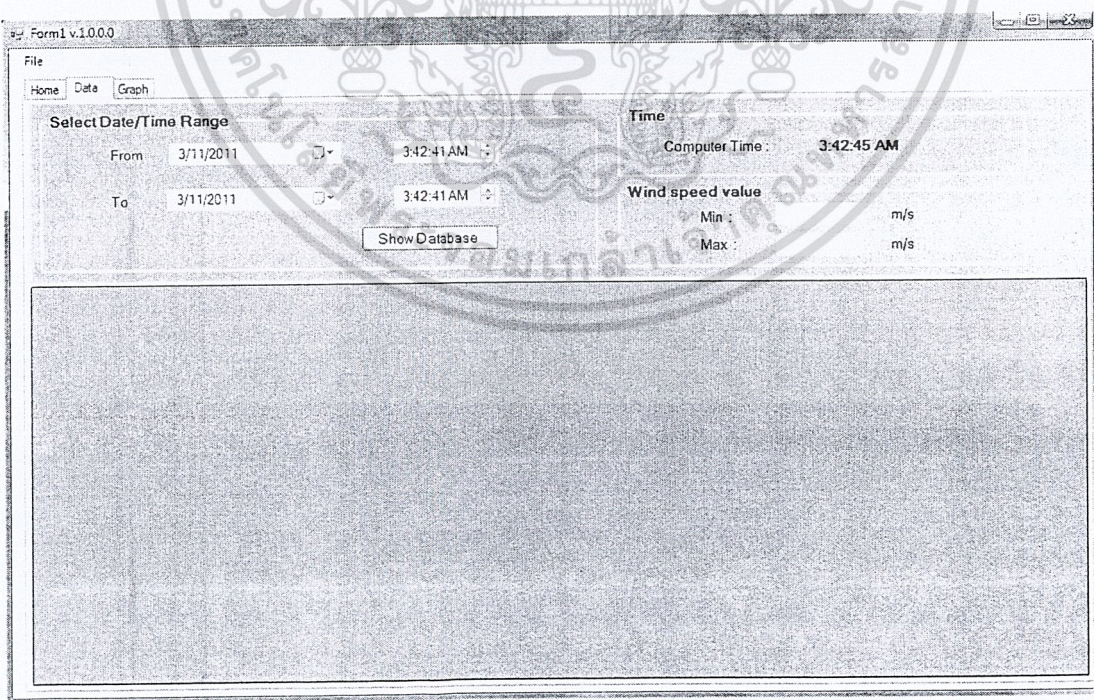 Form1 v.1.0.0.0
File
Home Data Graph
Select Date/Time Range
From 3/11/2011 3:42:41 AM
To 3/11/2011 3:42:41 AM
Show Database
Time
Computer Time : 3:42:45 AM
Wind speed value
Min : m/s
Max : m/s